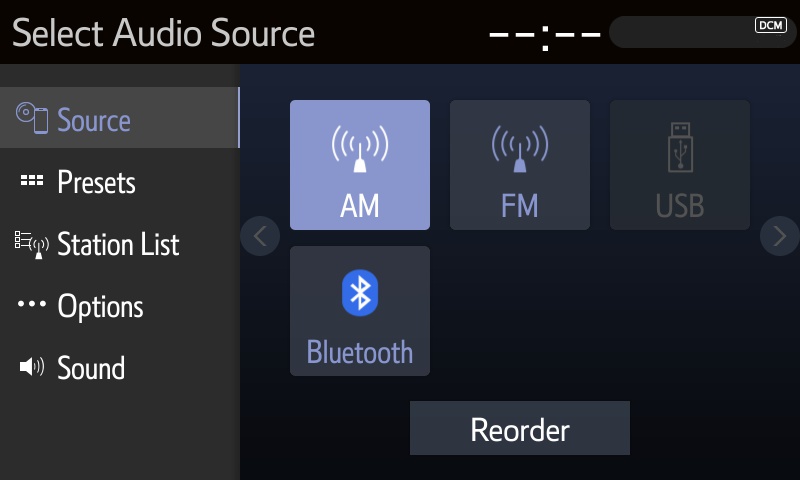 Select Audio Source
--:--
DCM
Source
Presets
Station List
Options
Sound
AM
FM
USB
Bluetooth
Reorder